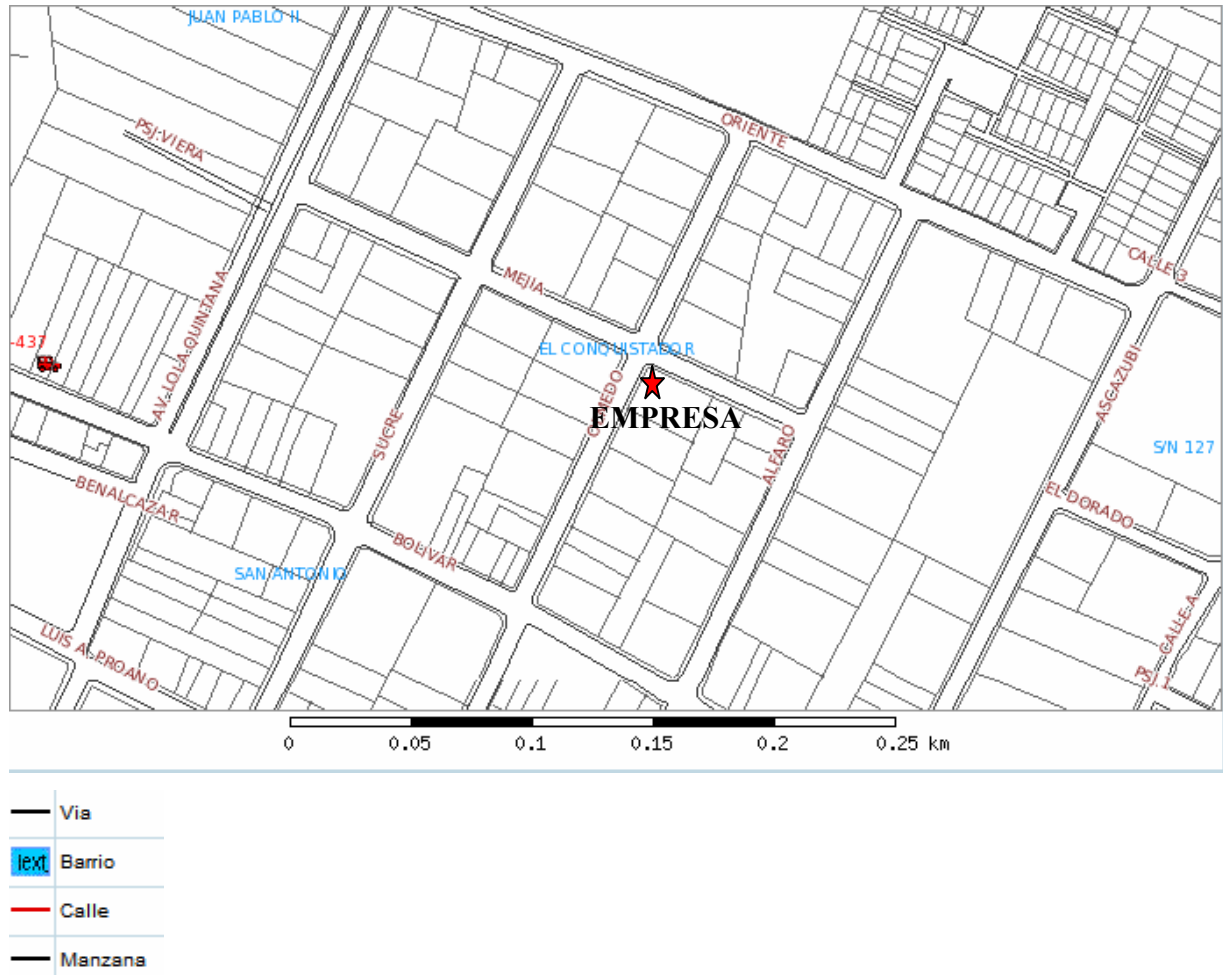 JUAN PABLO II
ORIENTE
PSJ.VIERA
CALLE 3
MEJIA
AV. LOLA QUINTANA
-437
EL CONQUISTADOR
ASCAZUBI
OLMEDO
EMPRESA
SUCRE
ALFARO
S/N 127
BENALCAZAR
EL DORADO
BOLIVAR
SAN ANTONIO
CALLE A
LUIS A. PROANO
PSJ.1
0 0.05 0.1 0.15 0.2 0.25 km
Via
Text Barrio
Calle
Manzana